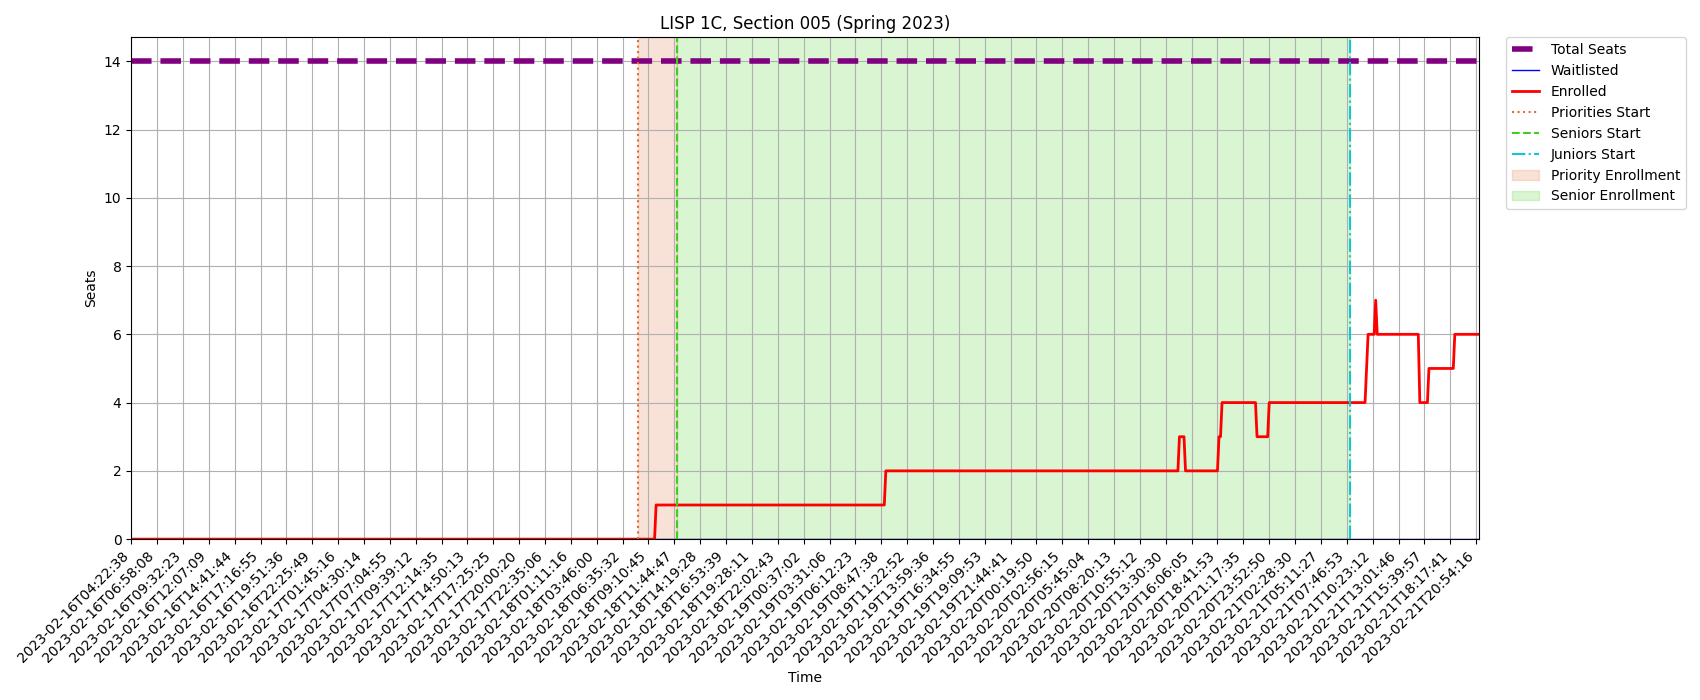 LISP 1C, Section 005 (Spring 2023)
Total Seats
Waitlisted
Enrolled
Priorities Start
Seniors Start
Juniors Start
Priority Enrollment
Senior Enrollment
Seats
14
12
10
8
6
4
2
0
2023-02-16T04:22:38
2023-02-16T06:58:08
2023-02-16T09:32:23
2023-02-16T12:07:09
2023-02-16T14:41:44
2023-02-16T17:16:55
2023-02-16T19:51:36
2023-02-16T22:25:49
2023-02-17T01:45:16
2023-02-17T04:30:14
2023-02-17T07:04:55
2023-02-17T09:39:12
2023-02-17T12:14:35
2023-02-17T14:50:13
2023-02-17T17:25:25
2023-02-17T20:00:20
2023-02-17T22:35:06
2023-02-18T01:11:16
2023-02-18T03:46:00
2023-02-18T06:35:32
2023-02-18T09:10:45
2023-02-18T11:44:47
2023-02-18T14:19:28
2023-02-18T16:53:39
2023-02-18T19:28:11
2023-02-18T22:02:43
2023-02-19T00:37:02
2023-02-19T03:31:06
2023-02-19T06:12:23
2023-02-19T08:47:38
2023-02-19T11:22:52
2023-02-19T13:59:36
2023-02-19T16:34:55
2023-02-19T19:09:53
2023-02-19T21:44:41
2023-02-20T00:19:50
2023-02-20T02:56:15
2023-02-20T05:45:04
2023-02-20T08:20:13
2023-02-20T10:55:12
2023-02-20T13:30:30
2023-02-20T16:06:05
2023-02-20T18:41:53
2023-02-20T21:17:35
2023-02-20T23:52:50
2023-02-21T02:28:30
2023-02-21T05:11:27
2023-02-21T07:46:53
2023-02-21T10:23:12
2023-02-21T13:01:46
2023-02-21T15:39:57
2023-02-21T18:17:41
2023-02-21T20:54:16
Time